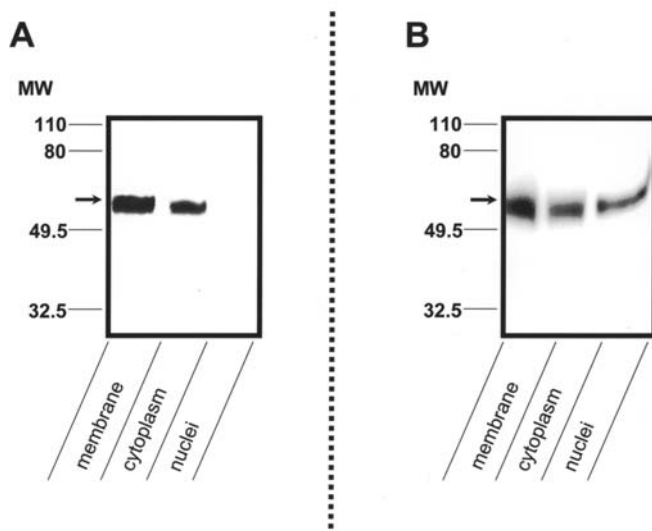 A
MW
110
80
49.5
32.5
membrane
cytoplasm
nuclei
B
MW
110
80
49.5
32.5
membrane
cytoplasm
nuclei